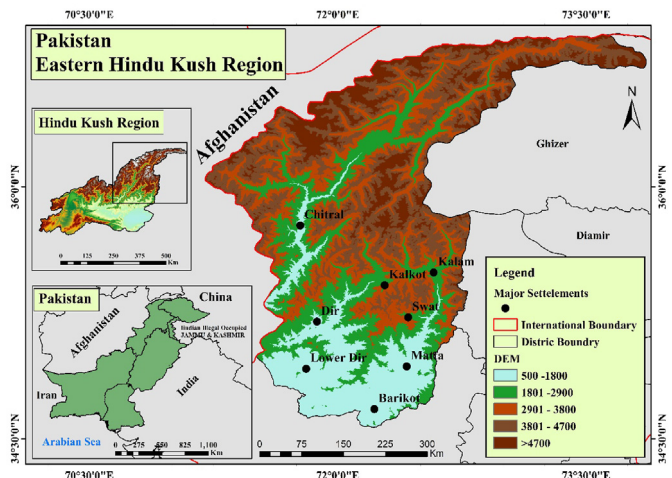 70°30'0"E
72°0'0"E
73°30'0"E
Pakistan
Eastern Hindu Kush Region
Hindu Kush Region
0 125 250 375 500
Km
Afghanistan
N
Ghizer
Diamir
36°0'0"N
36°0'0"N
Chitral
Kalam
Kalkot
Swat
Dir
Lower Dir
Matta
Barikot
Pakistan
China
Afghanistan
JAMMU & KASHMIR
Iran
India
Arabian Sea
0 275 550 825 1,100
Km
0 75 150 225 300
Km
Legend
Major Settelements
International Boundary
Distric Boundry
DEM
500 -1800
1801 -2900
2901 - 3800
3801 - 4700
>4700
34°30'0"N
34°30'0"N
70°30'0"E
72°0'0"E
73°30'0"E